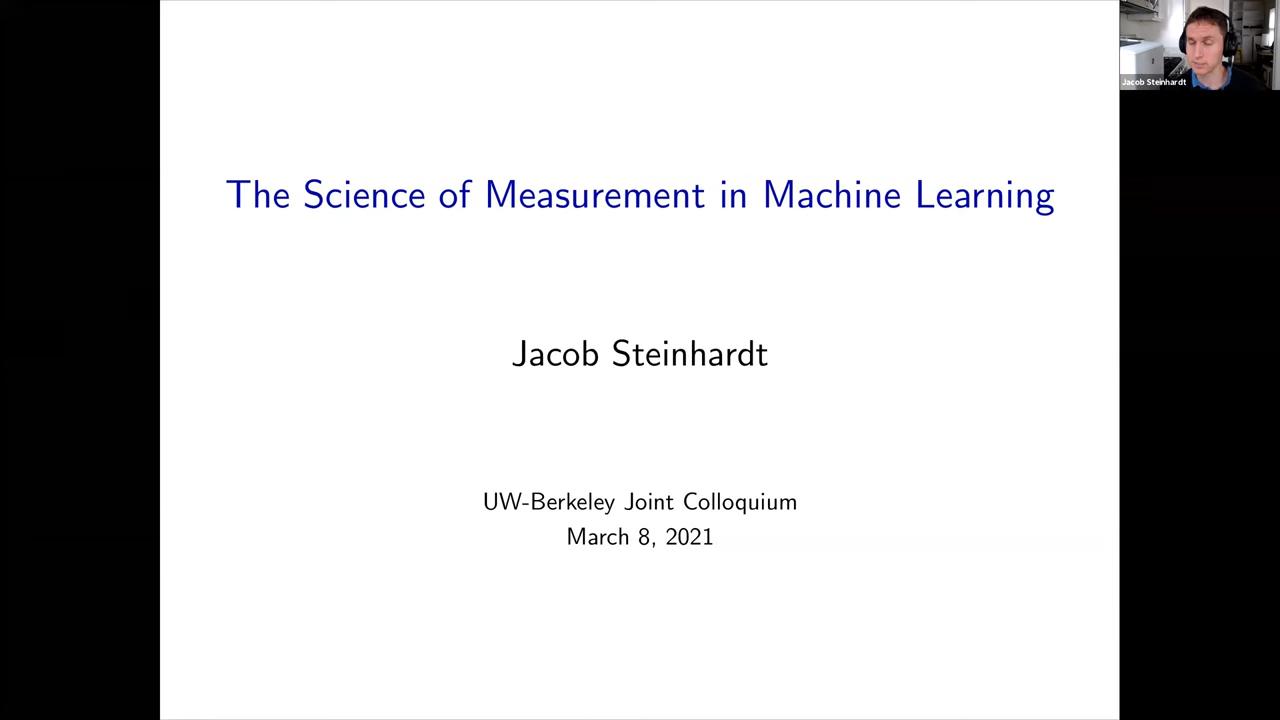 The Science of Measurement in Machine Learning
Jacob Steinhardt
UW-Berkeley Joint Colloquium
March 8, 2021
Jacob Steinhardt